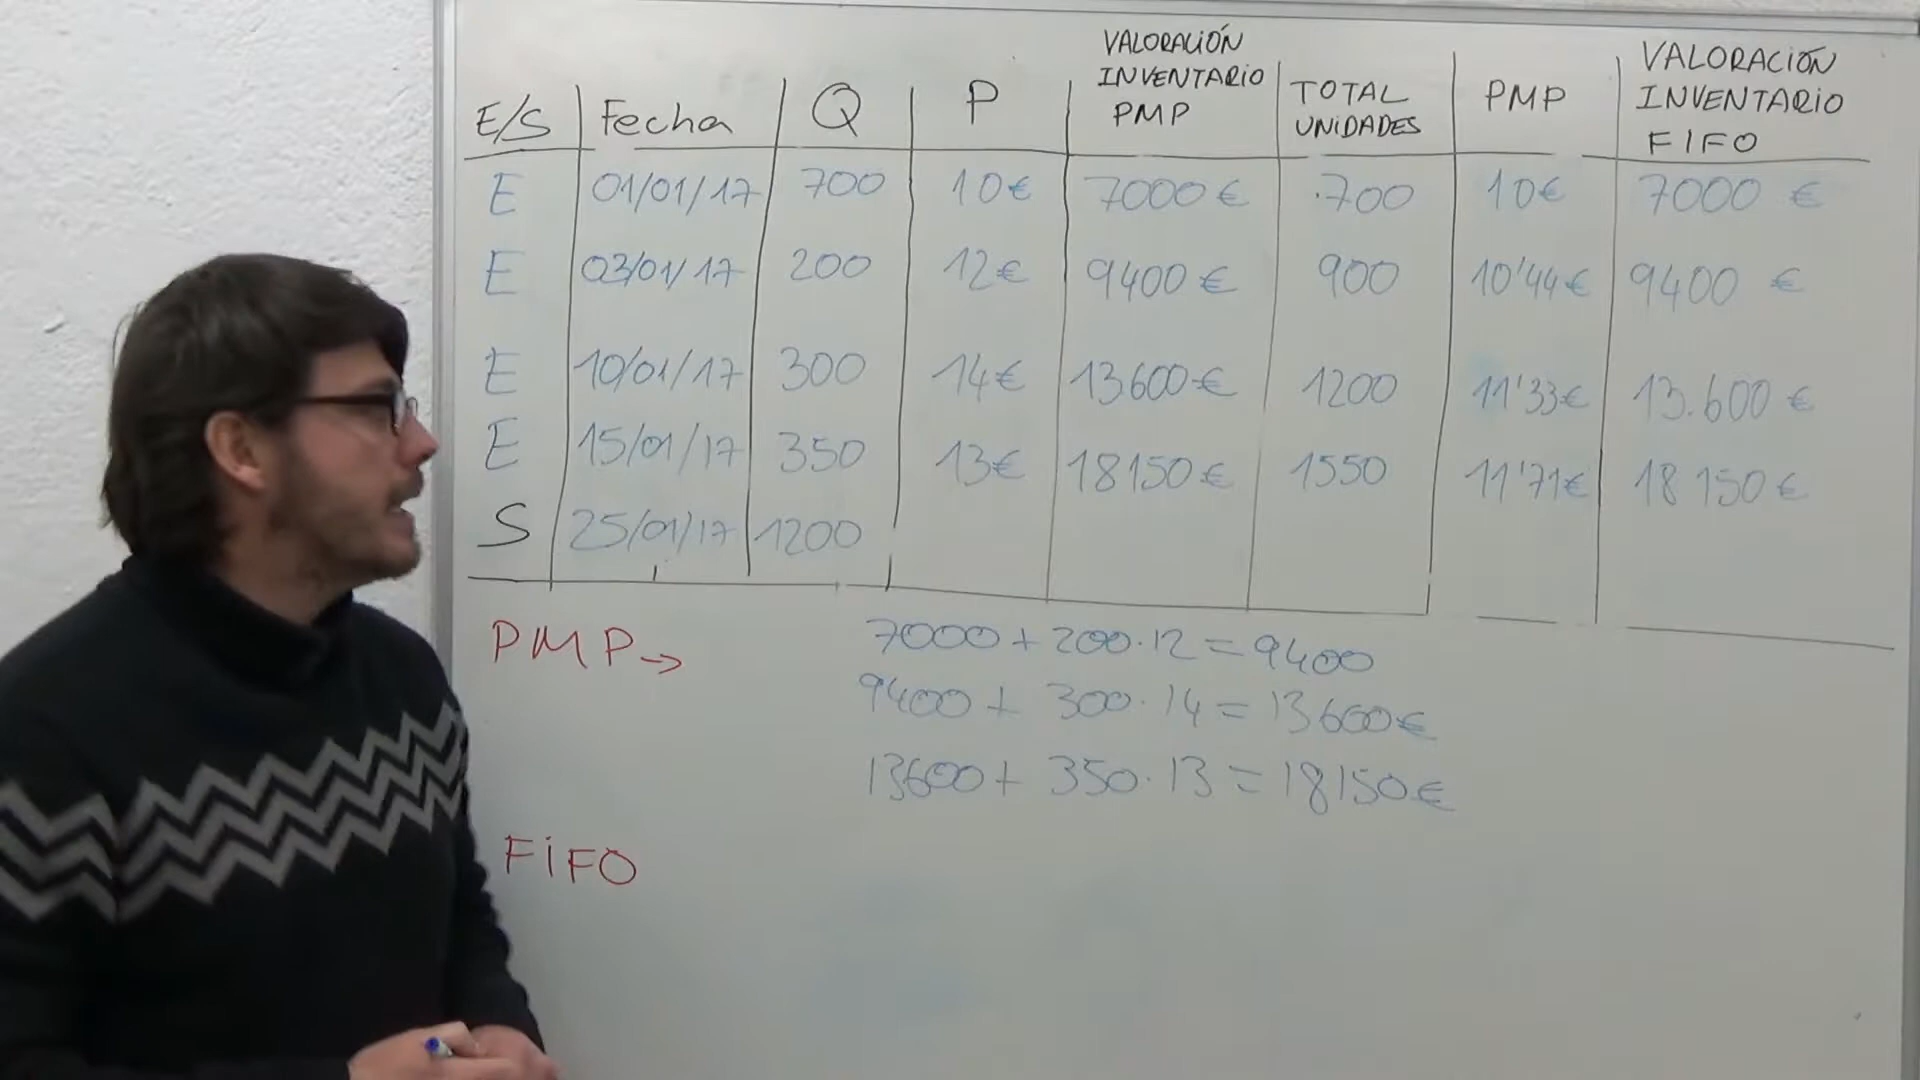 E/S Fecha Q P VALORACIÓN INVENTARIO PMP TOTAL UNIDADES PMP VALORACIÓN INVENTARIO FIFO
E 01/01/17 700 10€ 7000€ 700 10€ 7000 €
E 03/01/17 200 12€ 9400€ 900 10'44€ 9400 €
E 10/01/17 300 14€ 13600€ 1200 11'33€ 13.600 €
E 15/01/17 350 13€ 18150€ 1550 11'71€ 18 150€
S 25/01/17 1200
PMP→ 7000+200·12=9400
9400+ 300·14=13600€
13600+ 350·13=18150€
FiFO